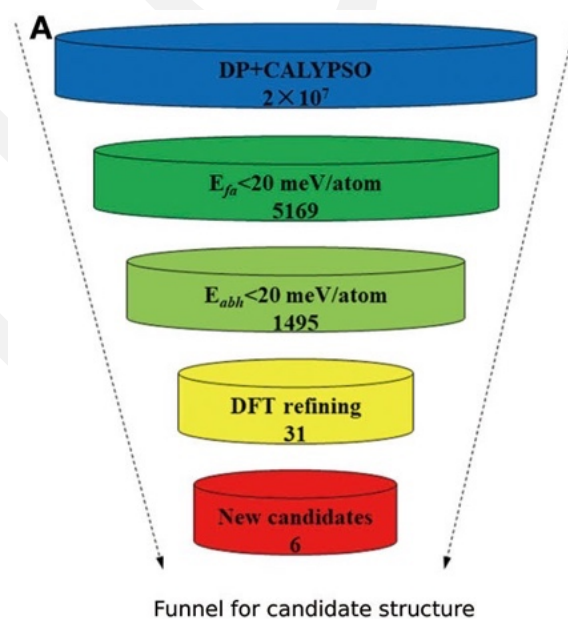 A
DP+CALYPSO
2×10⁷
E_fa<20 meV/atom
5169
E_abh<20 meV/atom
1495
DFT refining
31
New candidates
6
Funnel for candidate structure